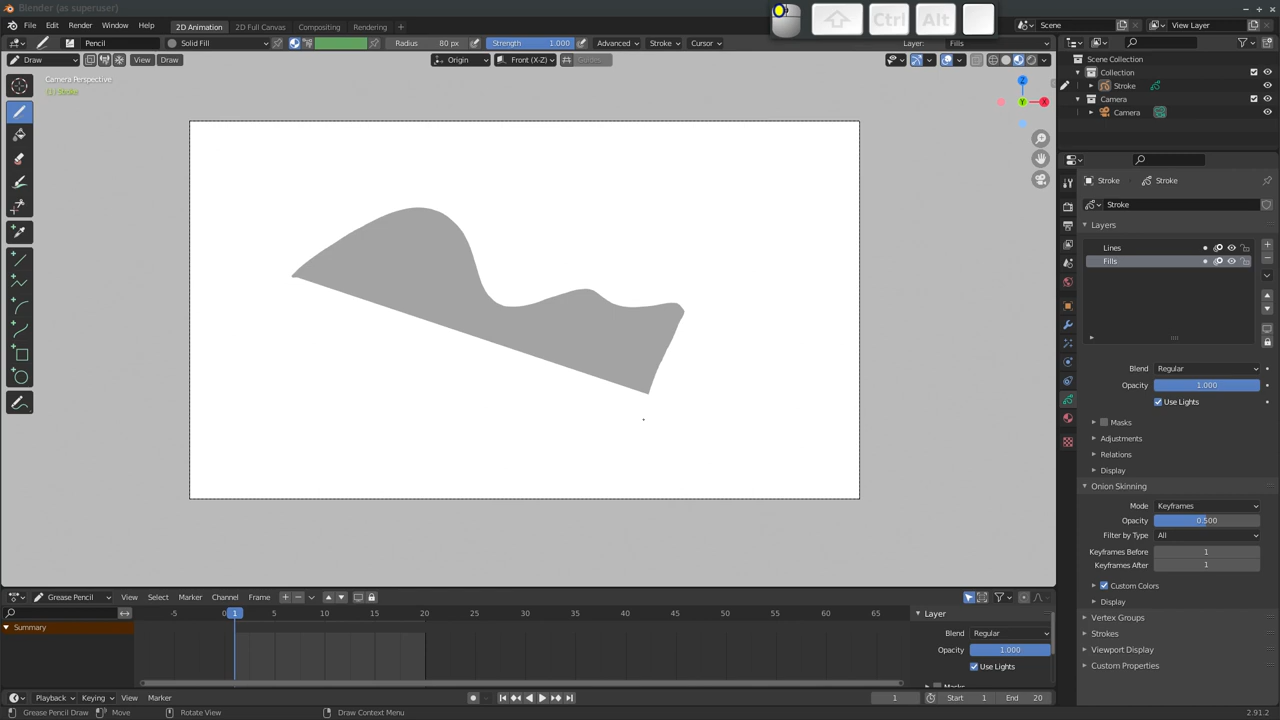 Blender (as superuser)
File Edit Render Window Help 2D Animation 2D Full Canvas Compositing Rendering Scene View Layer
Ctrl Alt
Pencil Solid Fill Radius 80 px Strength 1.000 Advanced Stroke Cursor Layer: Fills
Draw View Draw Origin Front (X-Z) Guides
Camera Perspective
(1) Stroke
Z
Y X
Scene Collection
Collection
Stroke
Camera
Camera
Stroke Stroke
Stroke
Layers
Lines
Fills
Blend Regular
Opacity 1.000
Use Lights
Masks
Adjustments
Relations
Display
Onion Skinning
Mode Keyframes
Opacity 0.500
Filter by Type All
Keyframes Before 1
Keyframes After 1
Custom Colors
Display
Vertex Groups
Strokes
Viewport Display
Custom Properties
Grease Pencil View Select Marker Channel Frame
-5 0 1 5 10 15 20 25 30 35 40 45 50 55 60 65
Summary
Layer
Blend Regular
Opacity 1.000
Use Lights
Masks
Playback Keying View Marker 1 Start 1 End 20
Grease Pencil Draw Move Rotate View Draw Context Menu 2.91.2